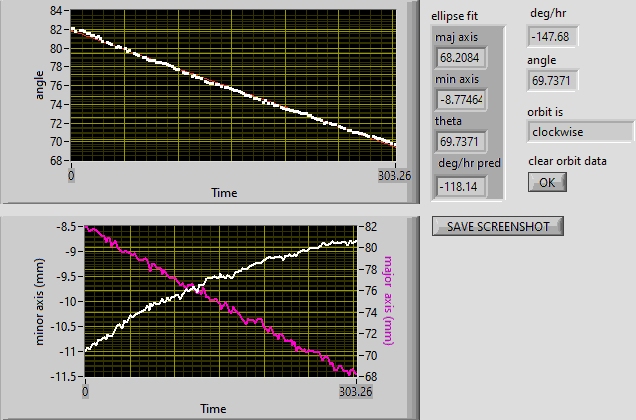 84
82
80
78
76
74
72
70
68
angle
0
303.26
Time
ellipse fit
maj axis
68.2084
min axis
-8.77464
theta
69.7371
deg/hr pred
-118.14
deg/hr
-147.68
angle
69.7371
orbit is
clockwise
clear orbit data
OK
SAVE SCREENSHOT
-8.5
-9
-9.5
-10
-10.5
-11
-11.5
minor axis (mm)
82
80
78
76
74
72
70
68
major axis (mm)
0
303.26
Time